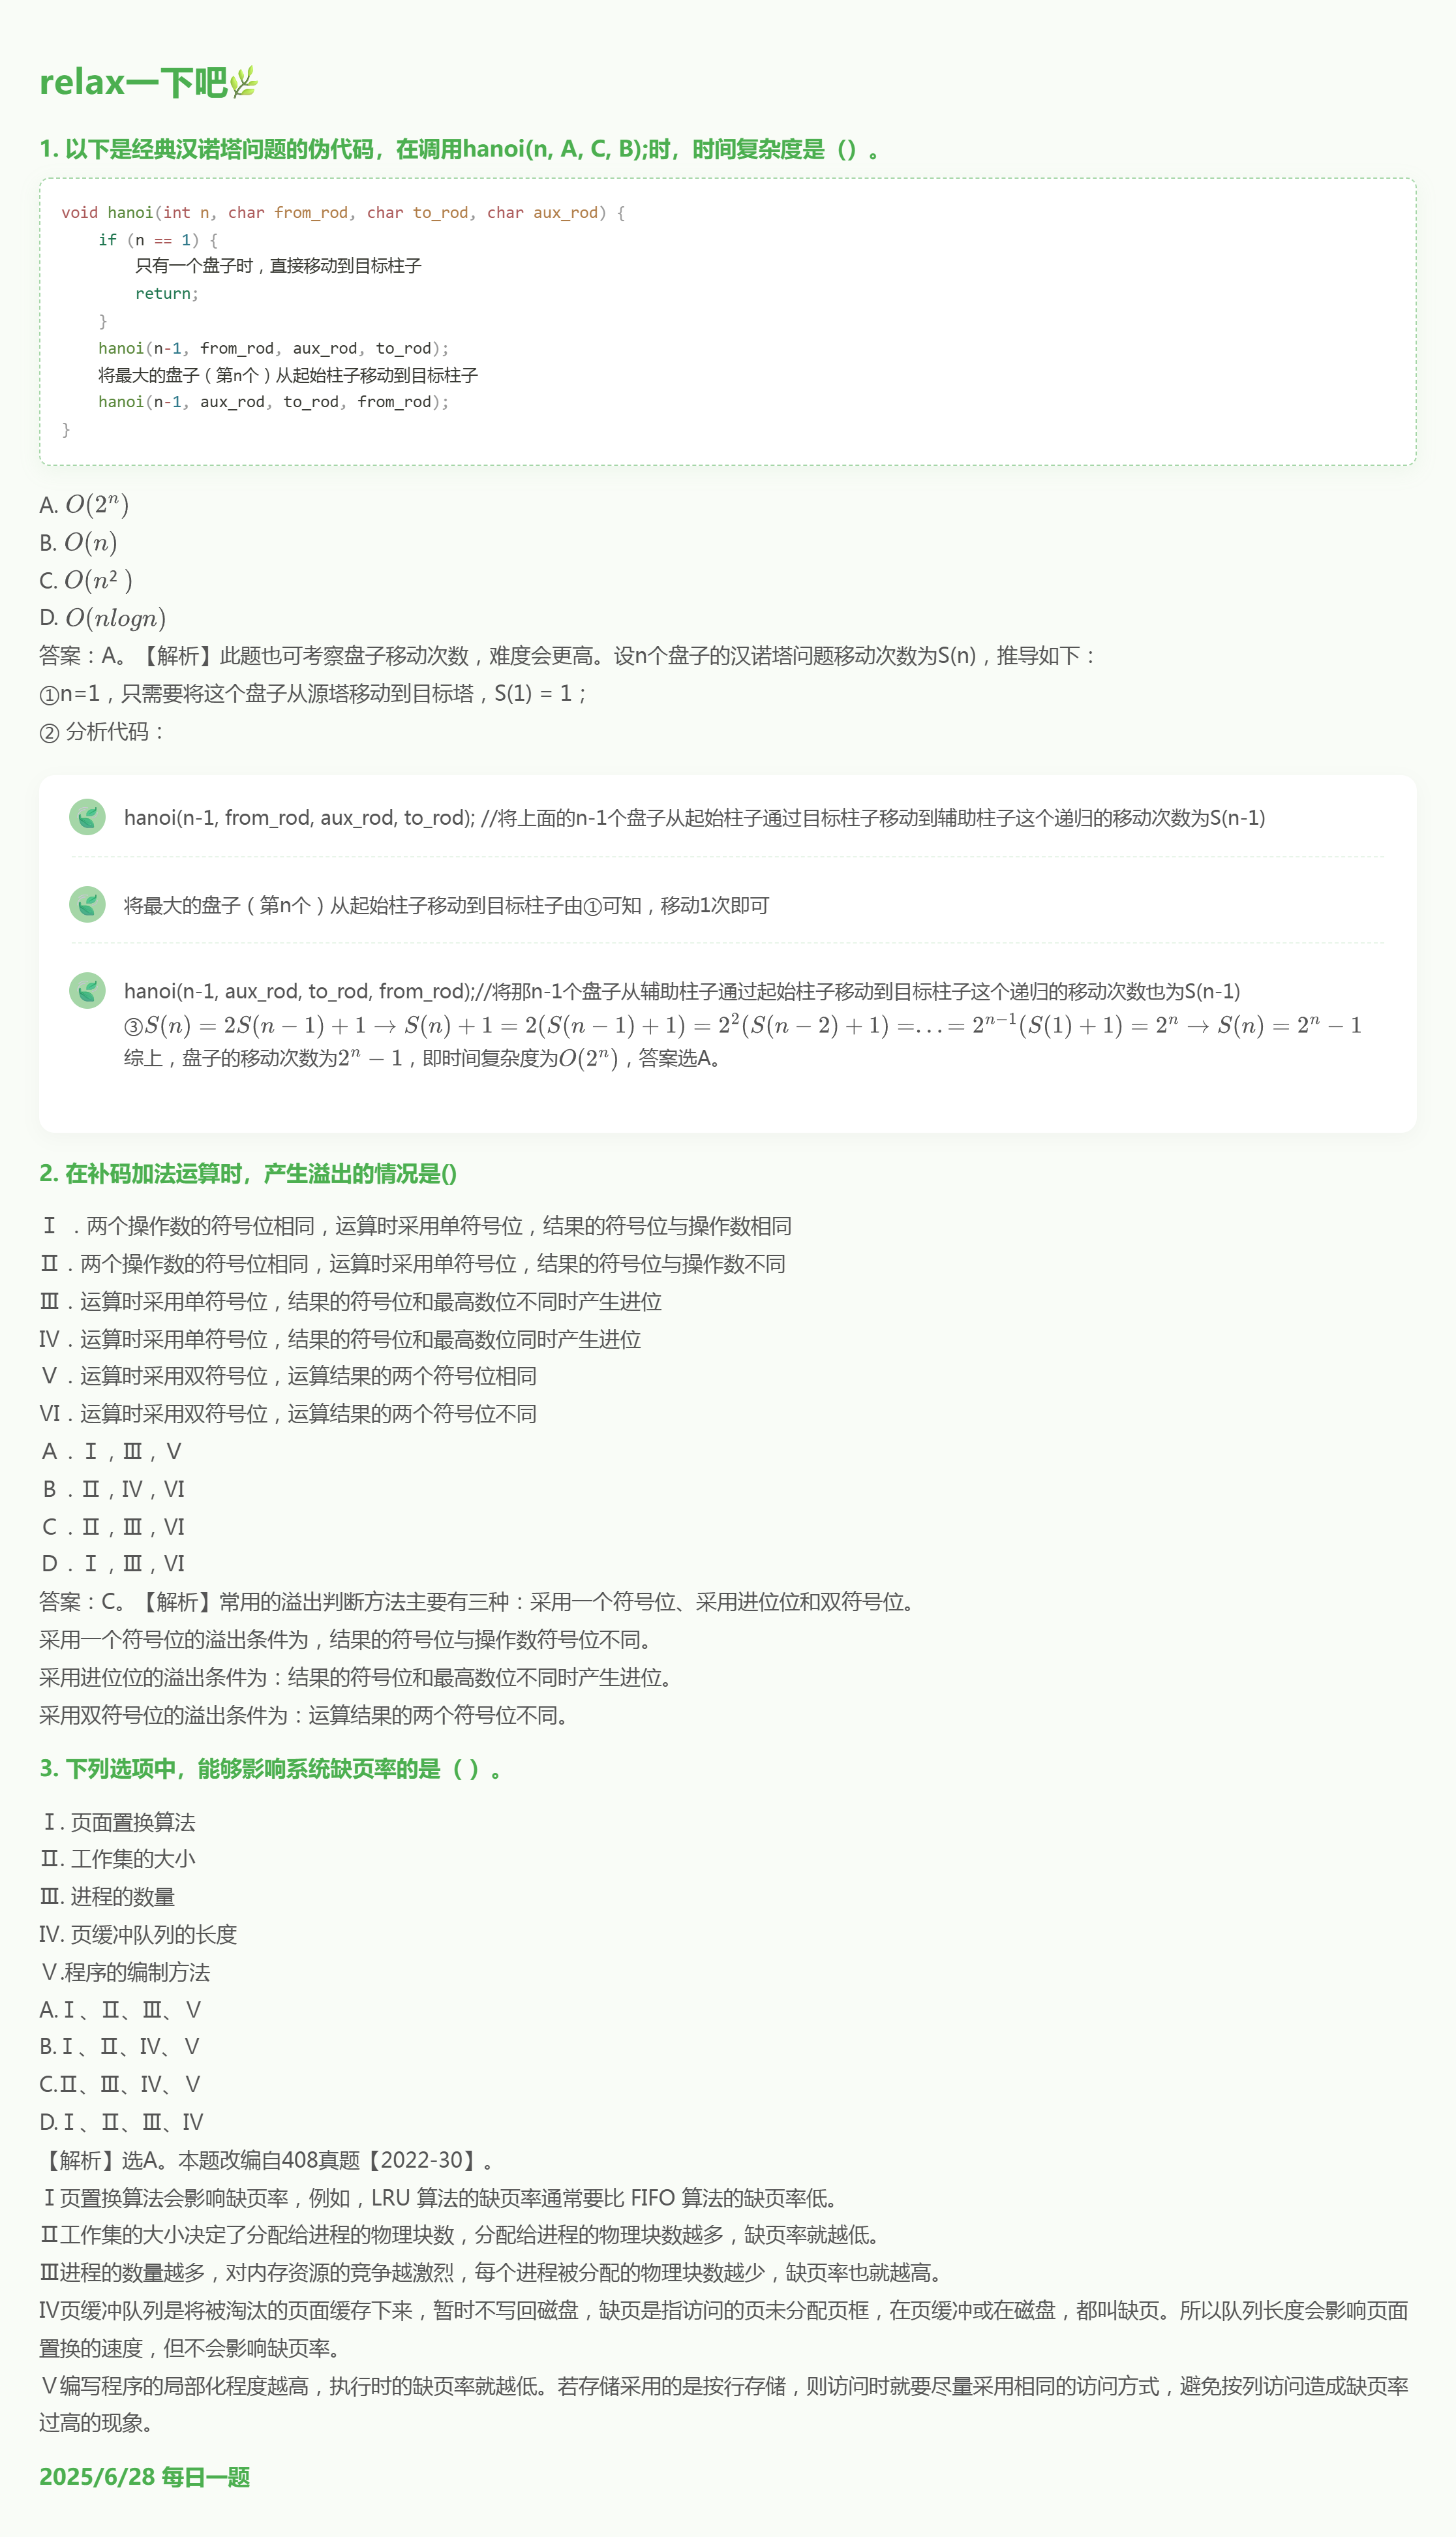 relax一下吧🌿
1. 以下是经典汉诺塔问题的伪代码，在调用hanoi(n, A, C, B);时，时间复杂度是（）。
void hanoi(int n, char from_rod, char to_rod, char aux_rod) {
    if (n == 1) {
        只有一个盘子时，直接移动到目标柱子
        return;
    }
    hanoi(n-1, from_rod, aux_rod, to_rod);
    将最大的盘子（第n个）从起始柱子移动到目标柱子
    hanoi(n-1, aux_rod, to_rod, from_rod);
}
A. $O(2^n)$
B. $O(n)$
C. $O(n^2)$
D. $O(nlogn)$
答案：A。【解析】此题也可考察盘子移动次数，难度会更高。设n个盘子的汉诺塔问题移动次数为S(n)，推导如下：
①n=1，只需要将这个盘子从源塔移动到目标塔，S(1) = 1；
② 分析代码：
hanoi(n-1, from_rod, aux_rod, to_rod); //将上面的n-1个盘子从起始柱子通过目标柱子移动到辅助柱子这个递归的移动次数为S(n-1)
将最大的盘子（第n个）从起始柱子移动到目标柱子由①可知，移动1次即可
hanoi(n-1, aux_rod, to_rod, from_rod);//将那n-1个盘子从辅助柱子通过起始柱子移动到目标柱子这个递归的移动次数也为S(n-1)
③$S(n) = 2S(n-1)+1 \to S(n)+1 = 2(S(n-1)+1) = 2^2(S(n-2)+1) = \ldots = 2^{n-1}(S(1)+1) = 2^n \to S(n) = 2^n-1$
综上，盘子的移动次数为$2^n-1$，即时间复杂度为$O(2^n)$，答案选A。
2. 在补码加法运算时，产生溢出的情况是()
Ⅰ ．两个操作数的符号位相同，运算时采用单符号位，结果的符号位与操作数相同
Ⅱ．两个操作数的符号位相同，运算时采用单符号位，结果的符号位与操作数不同
Ⅲ．运算时采用单符号位，结果的符号位和最高数位不同时产生进位
Ⅳ．运算时采用单符号位，结果的符号位和最高数位同时产生进位
Ⅴ．运算时采用双符号位，运算结果的两个符号位相同
Ⅵ．运算时采用双符号位，运算结果的两个符号位不同
Ａ．Ⅰ，Ⅲ，Ⅴ
Ｂ．Ⅱ，Ⅳ，Ⅵ
Ｃ．Ⅱ，Ⅲ，Ⅵ
Ｄ．Ⅰ，Ⅲ，Ⅵ
答案：C。【解析】常用的溢出判断方法主要有三种：采用一个符号位、采用进位位和双符号位。
采用一个符号位的溢出条件为，结果的符号位与操作数符号位不同。
采用进位位的溢出条件为：结果的符号位和最高数位不同时产生进位。
采用双符号位的溢出条件为：运算结果的两个符号位不同。
3. 下列选项中，能够影响系统缺页率的是（ ）。
Ⅰ. 页面置换算法
Ⅱ. 工作集的大小
Ⅲ. 进程的数量
Ⅳ. 页缓冲队列的长度
Ⅴ.程序的编制方法
A.Ⅰ、Ⅱ、Ⅲ、Ⅴ
B.Ⅰ、Ⅱ、Ⅳ、Ⅴ
C.Ⅱ、Ⅲ、Ⅳ、Ⅴ
D.Ⅰ、Ⅱ、Ⅲ、Ⅳ
【解析】选A。本题改编自408真题【2022-30】。
Ⅰ页置换算法会影响缺页率，例如，LRU 算法的缺页率通常要比 FIFO 算法的缺页率低。
Ⅱ工作集的大小决定了分配给进程的物理块数，分配给进程的物理块数越多，缺页率就越低。
Ⅲ进程的数量越多，对内存资源的竞争越激烈，每个进程被分配的物理块数越少，缺页率也就越高。
Ⅳ页缓冲队列是将被淘汰的页面缓存下来，暂时不写回磁盘，缺页是指访问的页未分配页框，在页缓冲或在磁盘，都叫缺页。所以队列长度会影响页面
置换的速度，但不会影响缺页率。
Ⅴ编写程序的局部化程度越高，执行时的缺页率就越低。若存储采用的是按行存储，则访问时就要尽量采用相同的访问方式，避免按列访问造成缺页率
过高的现象。
2025/6/28 每日一题